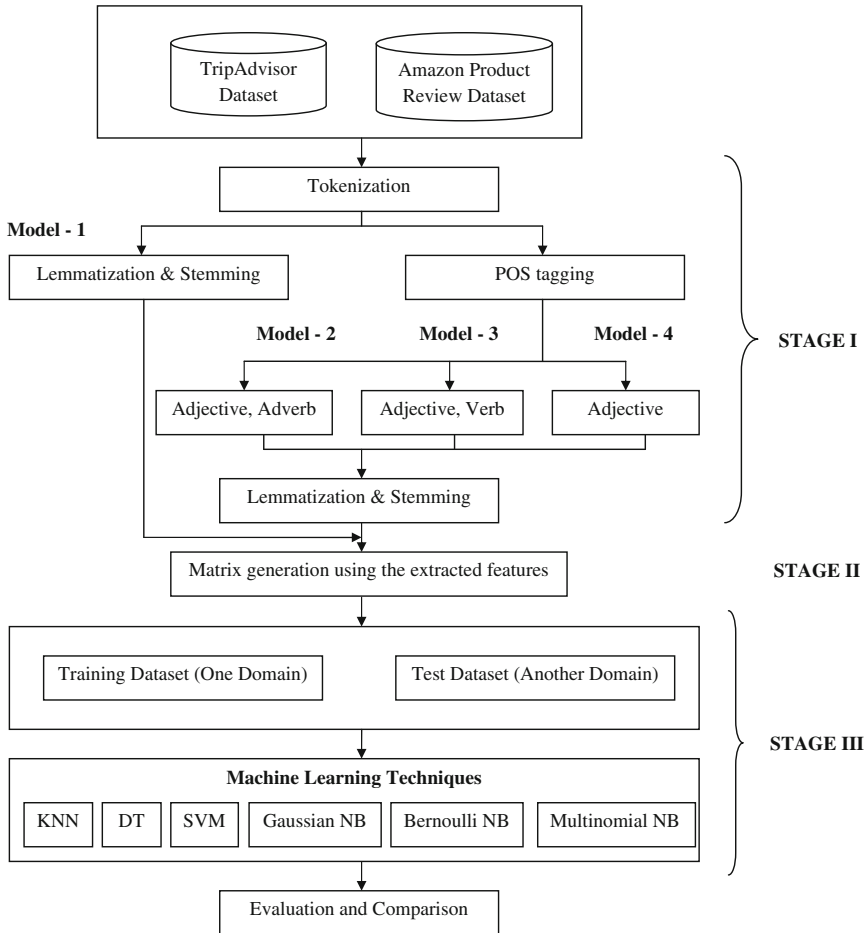 TripAdvisor
Dataset
Amazon Product
Review Dataset
Tokenization
Model - 1
Lemmatization & Stemming
POS tagging
Model - 2
Model - 3
Model - 4
STAGE I
Adjective, Adverb
Adjective, Verb
Adjective
Lemmatization & Stemming
Matrix generation using the extracted features
STAGE II
Training Dataset (One Domain)
Test Dataset (Another Domain)
STAGE III
Machine Learning Techniques
KNN
DT
SVM
Gaussian NB
Bernoulli NB
Multinomial NB
Evaluation and Comparison